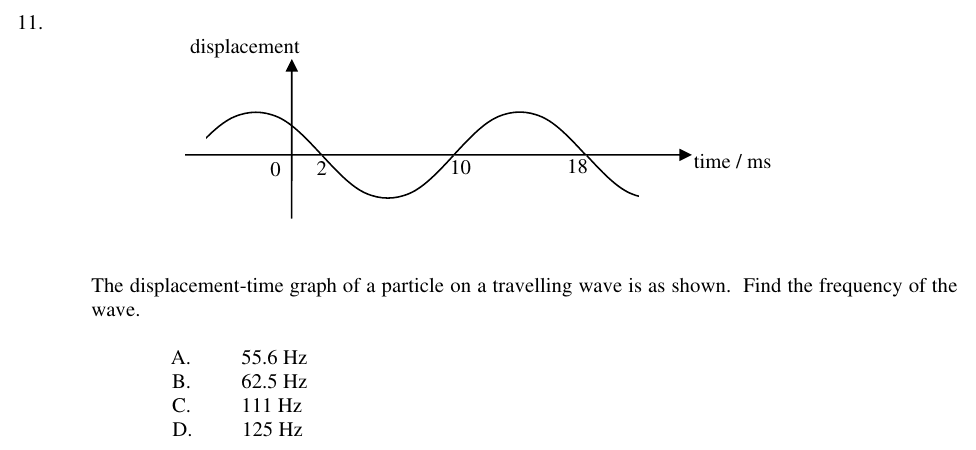 11.
displacement
0
2
10
18
time / ms
The displacement-time graph of a particle on a travelling wave is as shown. Find the frequency of the
wave.
A. 55.6 Hz
B. 62.5 Hz
C. 111 Hz
D. 125 Hz